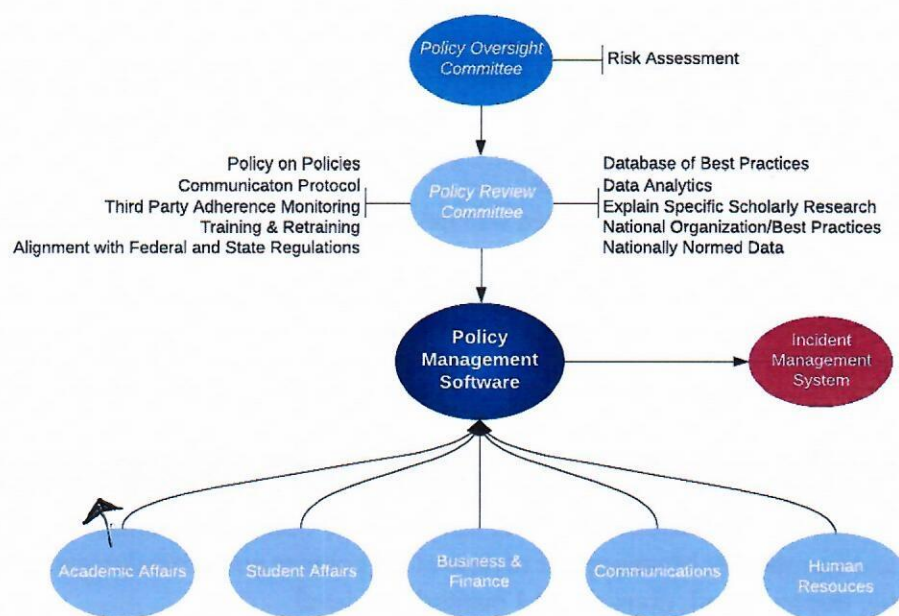 Policy Oversight
Committee
Risk Assessment
Policy on Policies
Communicaton Protocol
Third Party Adherence Monitoring
Training & Retraining
Alignment with Federal and State Regulations
Policy Review
Committee
Database of Best Practices
Data Analytics
Explain Specific Scholarly Research
National Organization/Best Practices
Nationally Normed Data
Policy
Management
Software
Incident
Management
System
Academic Affairs
Student Affairs
Business &
Finance
Communications
Human
Resouces